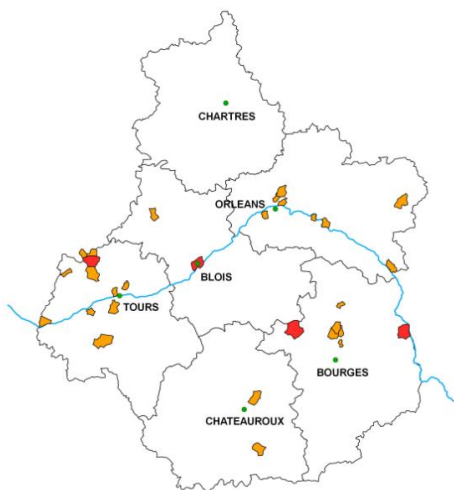 CHARTRES
ORLEANS
BLOIS
TOURS
BOURGES
CHATEAUROUX